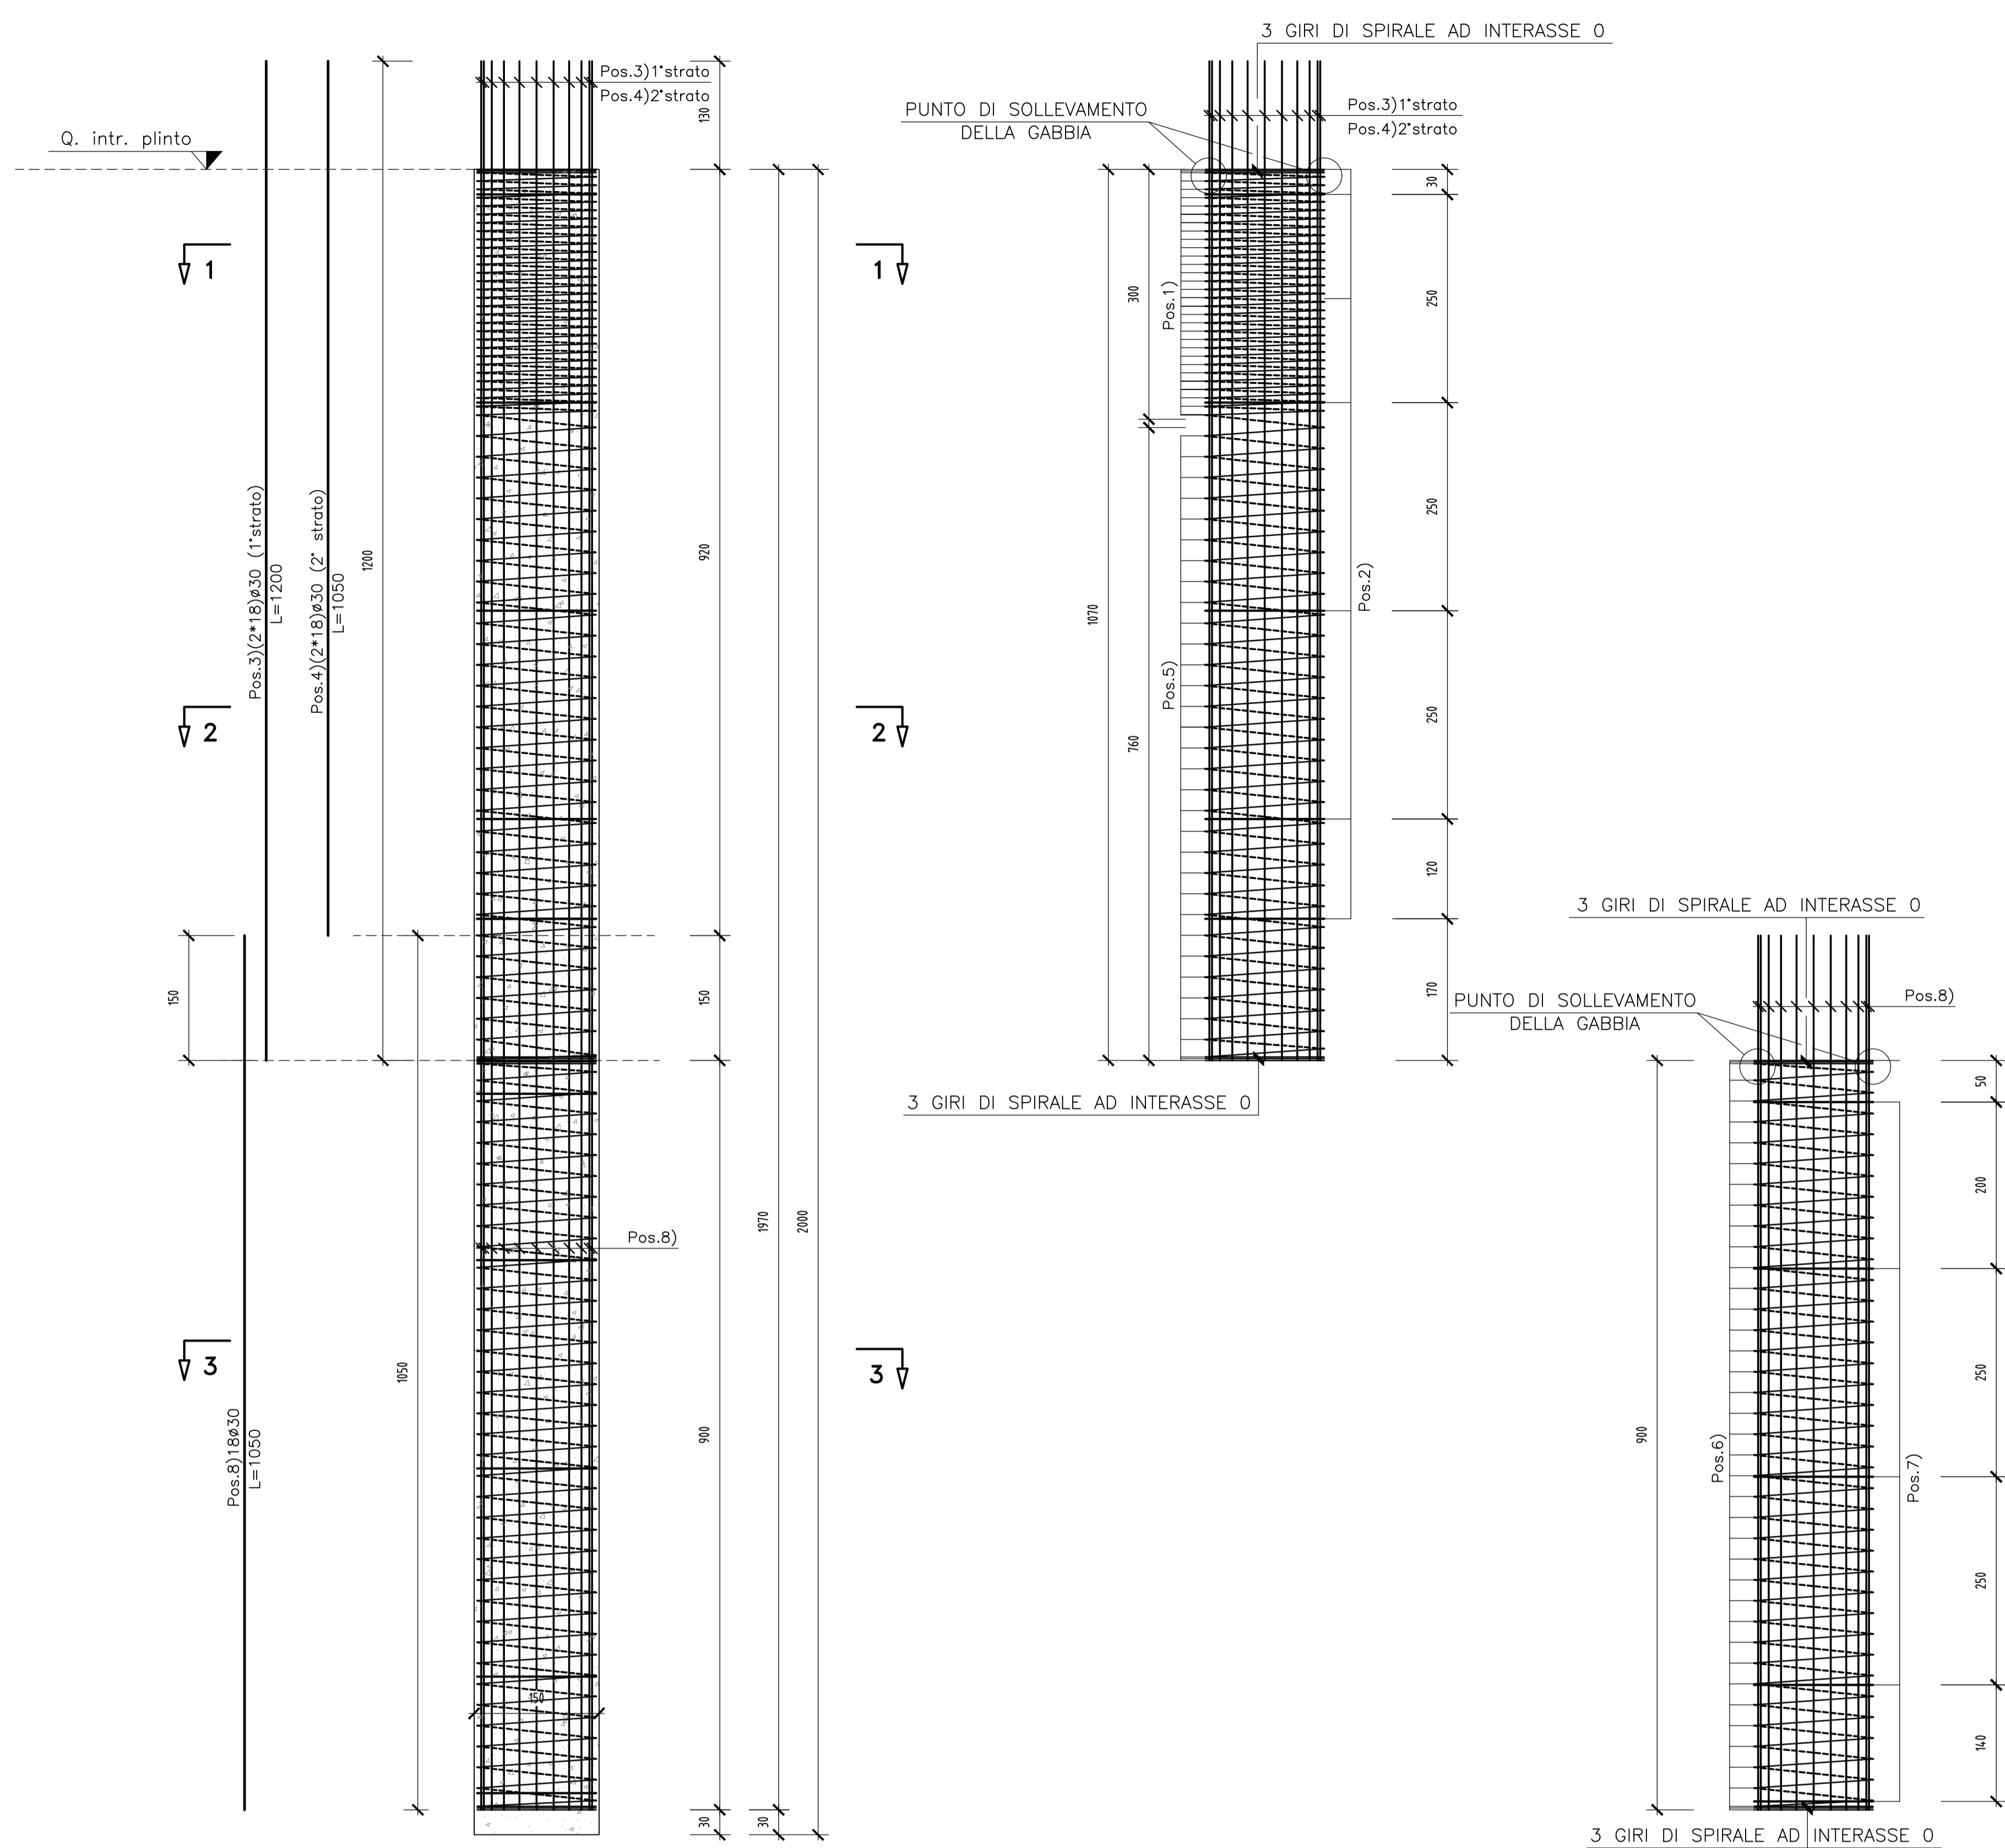 3 GIRI DI SPIRALE AD INTERASSE 0
Pos.3)1°strato
Pos.4)2°strato
130
Q. intr. plinto
PUNTO DI SOLLEVAMENTO
DELLA GABBIA
Pos.3)1°strato
Pos.4)2°strato
30
1
1
300
Pos.1)
250
Pos.3)(2*18)ø30 (1°strato)
L=1200
Pos.4)(2*18)ø30 (2° strato)
L=1050
1200
920
1070
250
Pos.2)
Pos.5)
760
2
2
250
120
150
150
170
3 GIRI DI SPIRALE AD INTERASSE 0
3 GIRI DI SPIRALE AD INTERASSE 0
PUNTO DI SOLLEVAMENTO
DELLA GABBIA
Pos.8)
50
200
1970
2000
Pos.8)
3
3
1050
900
900
250
Pos.6)
Pos.7)
Pos.8)18ø30
L=1050
250
150
140
30
30
3 GIRI DI SPIRALE AD INTERASSE 0